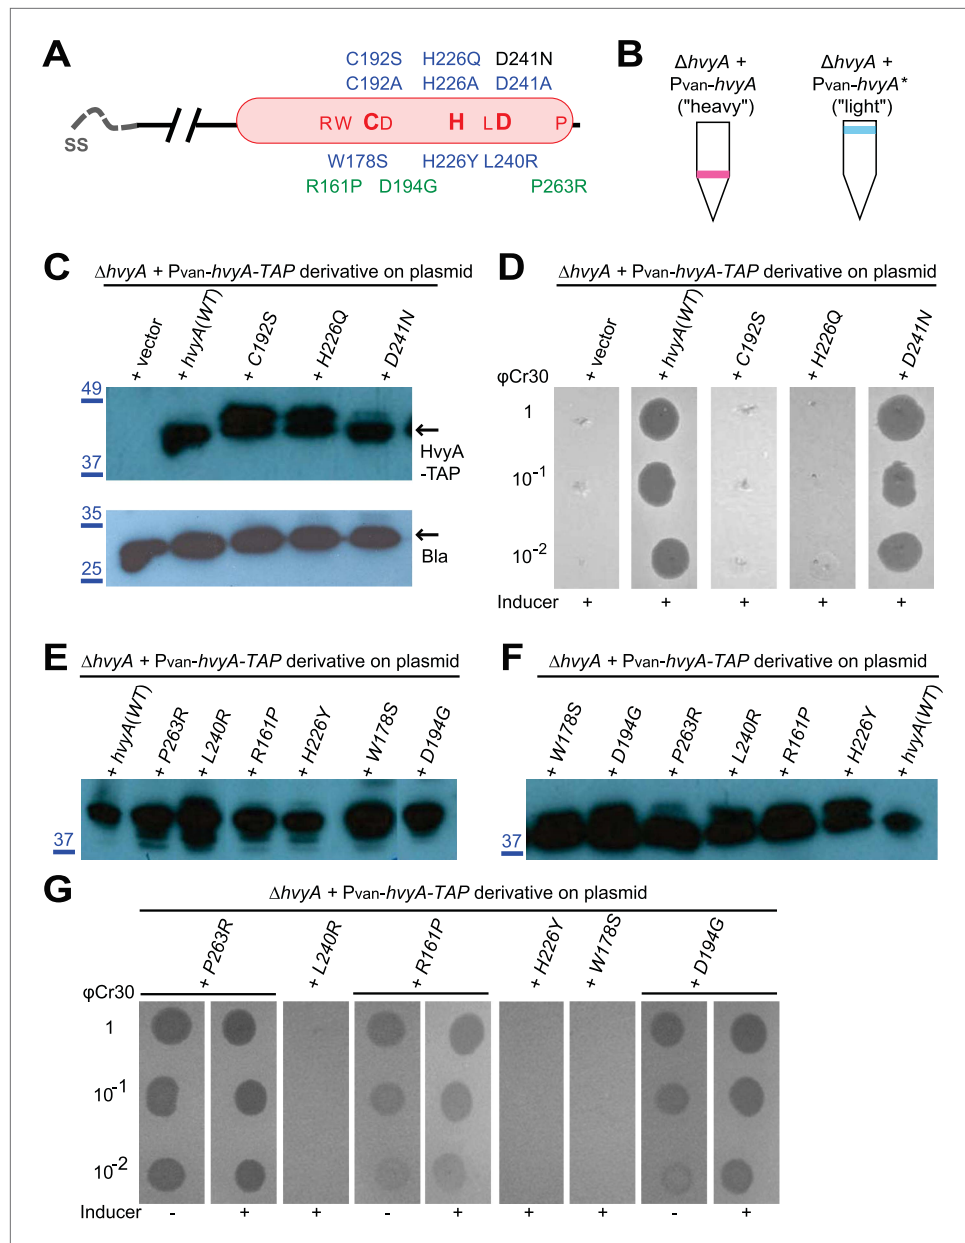 A
C192S H226Q D241N
C192A H226A D241A
RW CD H LD P
SS
W178S H226Y L240R
R161P D194G P263R
B
ΔhvyA + Pvan-hvyA ("heavy")
ΔhvyA + Pvan-hvyA* ("light")
C
ΔhvyA + Pvan-hvyA-TAP derivative on plasmid
+ vector
+ hvyA(WT)
+ C192S
+ H226Q
+ D241N
49
37
HvyA
-TAP
35
25
Bla
D
ΔhvyA + Pvan-hvyA-TAP derivative on plasmid
+ vector
+ hvyA(WT)
+ C192S
+ H226Q
+ D241N
φCr30
1
10-1
10-2
Inducer + + + + +
E
ΔhvyA + Pvan-hvyA-TAP derivative on plasmid
+ hvyA(WT)
+ P263R
+ L240R
+ R161P
+ H226Y
+ W178S
+ D194G
37
F
ΔhvyA + Pvan-hvyA-TAP derivative on plasmid
+ W178S
+ D194G
+ P263R
+ L240R
+ R161P
+ H226Y
+ hvyA(WT)
37
G
ΔhvyA + Pvan-hvyA-TAP derivative on plasmid
+ P263R
+ L240R
+ R161P
+ H226Y
+ W178S
+ D194G
φCr30
1
10-1
10-2
Inducer - + + - + + + - +